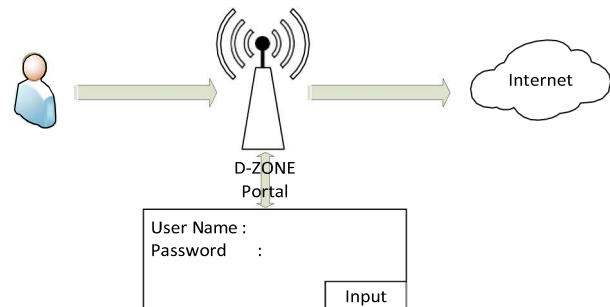 Internet
D-ZONE
Portal
User Name :
Password :
Input